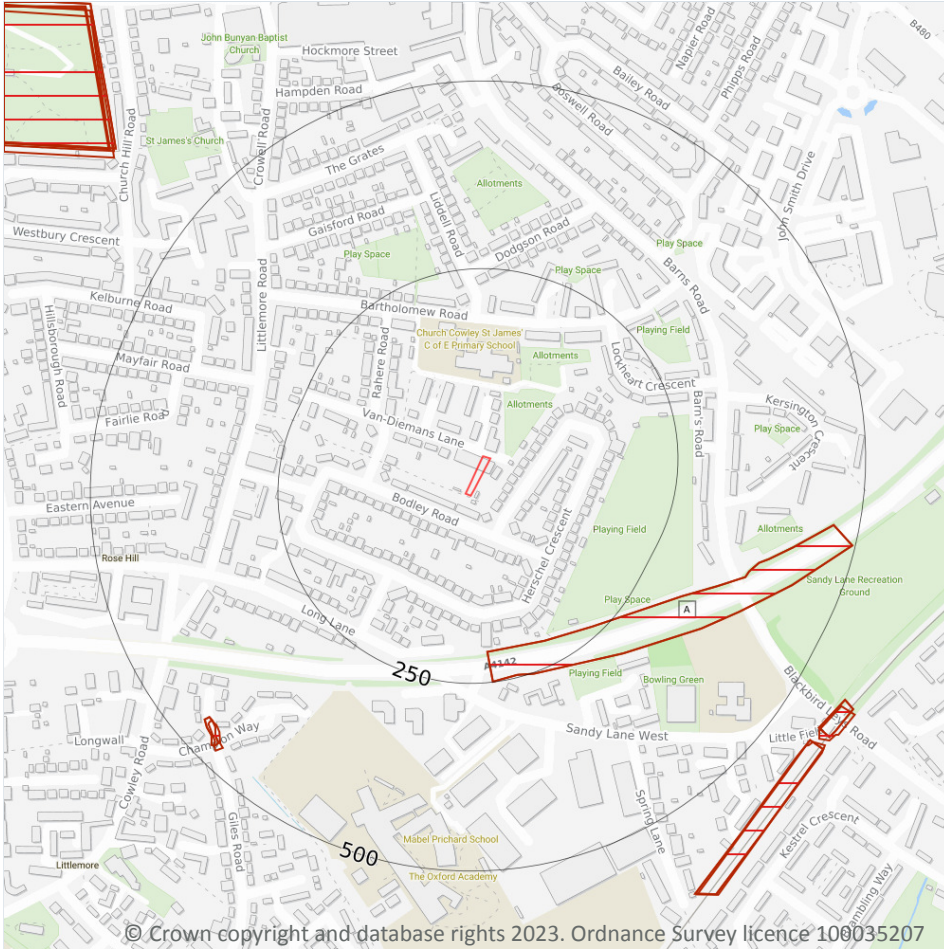 B480
Napier Road
John Bunyan Baptist
Church
Hockmore Street
Phipps Road
Bailey Road
Hampden Road
Boswell Road
Church Hill Road
St James's Church
Crowell Road
The Grates
John Smith Drive
Allotments
Liddell Road
Gaisford Road
Dodgson Road
Westbury Crescent
Play Space
Play Space
Play Space
Barns Road
Littlemore Road
Kelburne Road
Bartholomew Road
Hillsborough Road
Church Cowley St James'
C of E Primary School
Playing Field
Rahere Road
Allotments
Lockheart Crescent
Mayfair Road
Allotments
Barn's Road
Kersington Crescent
Fairlie Road
Van-Diemans Lane
Play Space
Eastern Avenue
Bodley Road
Playing Field
Allotments
Herschel Crescent
Rose Hill
Sandy Lane Recreation
Ground
Play Space
A
Long Lane
A4142
250
Playing Field
Bowling Green
Blackbird Leys Road
Champion Way
Sandy Lane West
Little Field
Longwall
Cowley Road
Spring Lane
Giles Road
Kestrel Crescent
Mabel Prichard School
500
Littlemore
The Oxford Academy
© Crown copyright and database rights 2023. Ordnance Survey licence 100035207